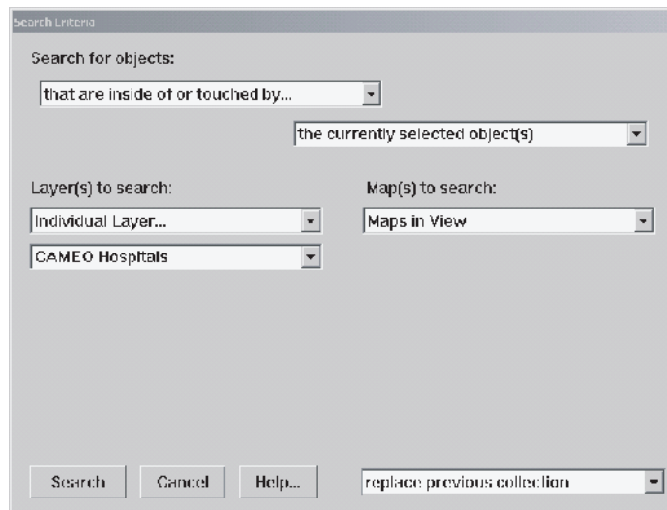 Search Criteria
Search for objects:
that are inside of or touched by...
the currently selected object(s)
Layer(s) to search:
Map(s) to search:
Individual Layer...
Maps in View
CAMEO Hospitals
Search
Cancel
Help...
replace previous collection